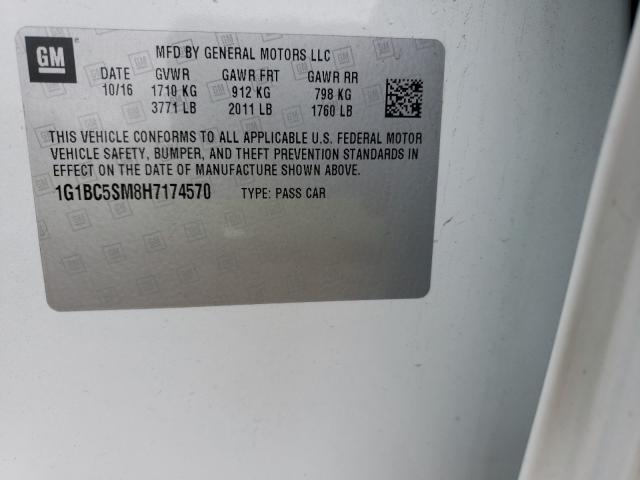 GM
MFD BY GENERAL MOTORS LLC
DATE GVWR GAWR FRT GAWR RR
10/16 1710 KG 912 KG 798 KG
3771 LB 2011 LB 1760 LB
THIS VEHICLE CONFORMS TO ALL APPLICABLE U.S. FEDERAL MOTOR
VEHICLE SAFETY, BUMPER, AND THEFT PREVENTION STANDARDS IN
EFFECT ON THE DATE OF MANUFACTURE SHOWN ABOVE.
1G1BC5SM8H7174570 TYPE: PASS CAR